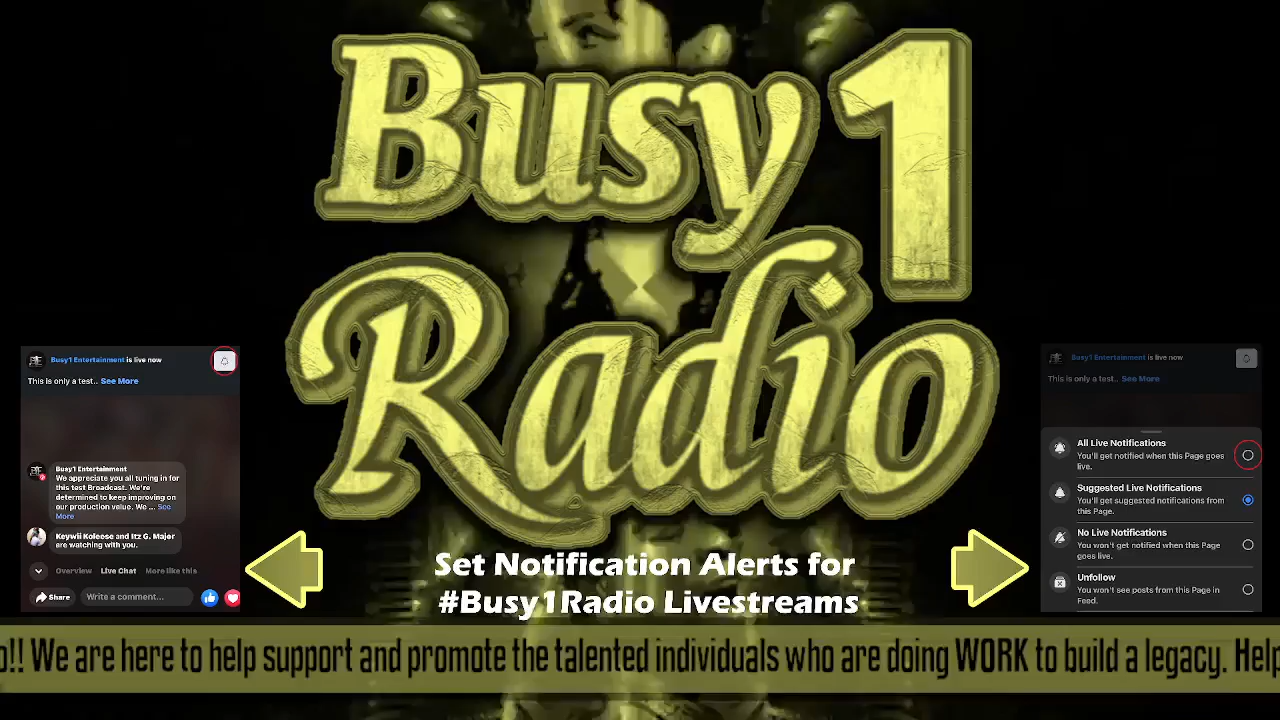 Busy 1
Radio
Busy1 Entertainment is live now
This is only a test.. See More
Busy1 Entertainment
We appreciate you all tuning in for
this test Broadcast. We're
determined to keep improving on
our production value. We ... See
More
Keywii Koleese and Itz G. Major
are watching with you.
Overview Live Chat More like this
Share Write a comment...
Set Notification Alerts for
#Busy1Radio Livestreams
Busy1 Entertainment is live now
This is only a test.. See More
All Live Notifications
You'll get notified when this Page goes
live.
Suggested Live Notifications
You'll get suggested notifications from
this Page.
No Live Notifications
You won't get notified when this Page
goes live.
Unfollow
You won't see posts from this Page in
Feed.
o!! We are here to help support and promote the talented individuals who are doing WORK to build a legacy. Help